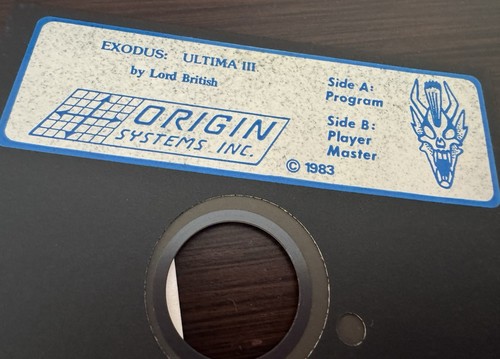 EXODUS: ULTIMA III
by Lord British
ORIGIN
SYSTEMS, INC.
Side A:
Program
Side B:
Player
Master
© 1983